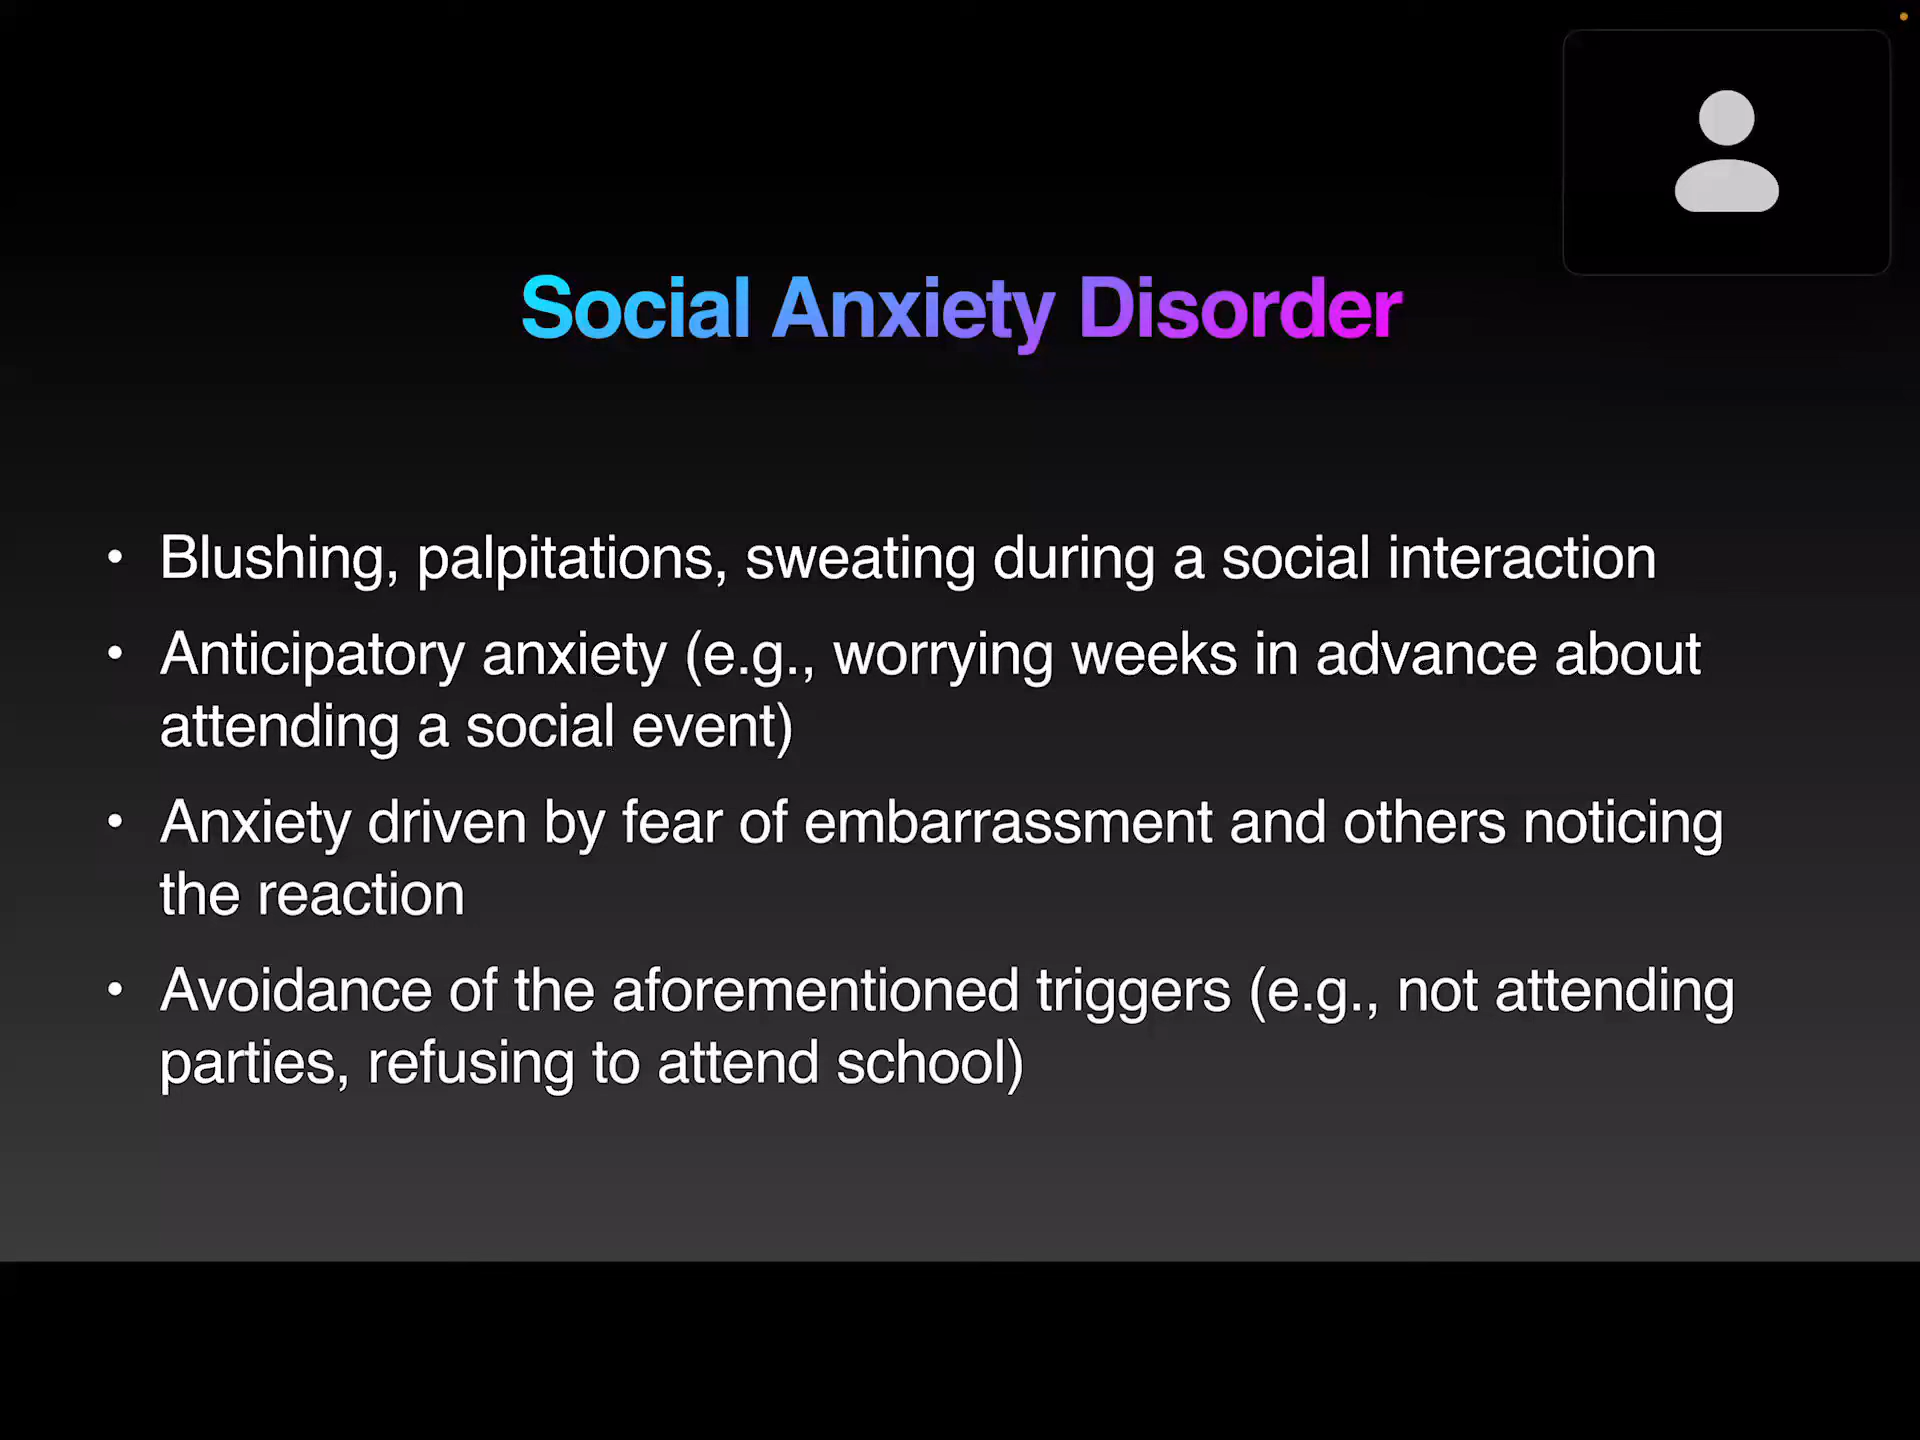 Social Anxiety Disorder
• Blushing, palpitations, sweating during a social interaction
• Anticipatory anxiety (e.g., worrying weeks in advance about
attending a social event)
• Anxiety driven by fear of embarrassment and others noticing
the reaction
• Avoidance of the aforementioned triggers (e.g., not attending
parties, refusing to attend school)